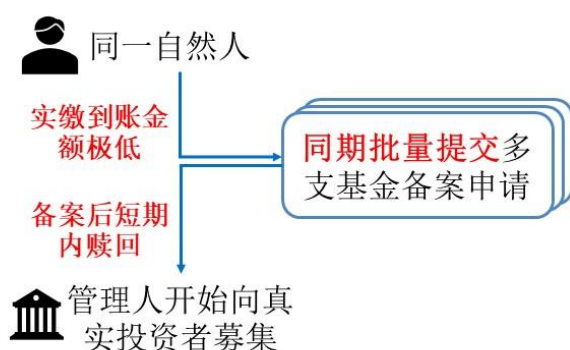 同一自然人
实缴到账金
额极低
同期批量提交多
支基金备案申请
备案后短期
内赎回
管理人开始向真
实投资者募集